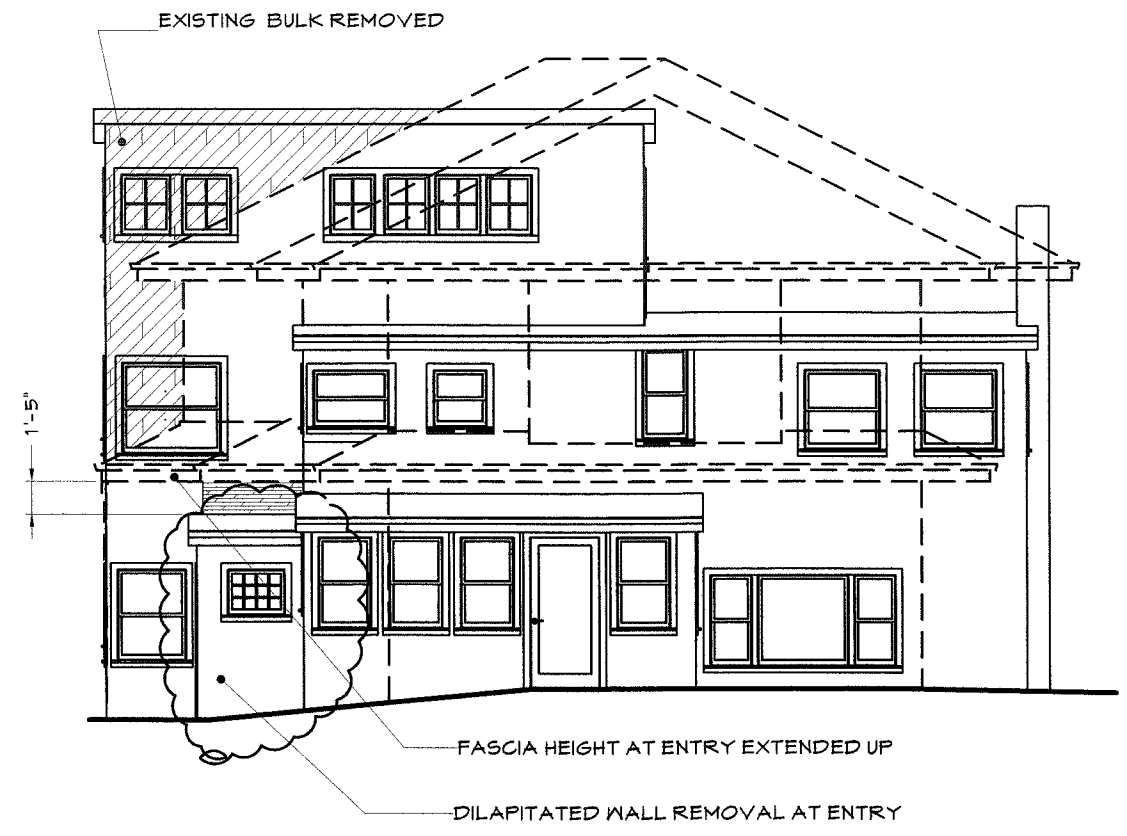 EXISTING BULK REMOVED
1'-5"
FASCIA HEIGHT AT ENTRY EXTENDED UP
DILAPITATED WALL REMOVAL AT ENTRY